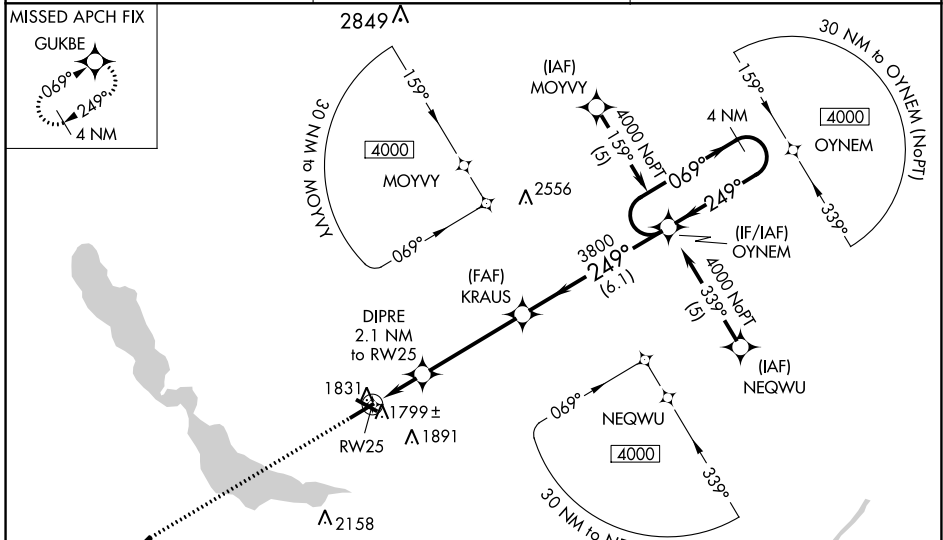 MISSED APCH FIX
GUKBE
069°
249°
4 NM
2849
159°
30 NM to MOYVY
4000
MOYVY
069°
2556
(IAF)
MOYVY
4000 NoPT
159°
(5)
4 NM
069°
249°
30 NM to OYNEM (NoPT)
159°
4000
OYNEM
339°
(IF/IAF)
OYNEM
3800
249°
(6.1)
(FAF)
KRAUS
4000 NoPT
339°
(5)
(IAF)
NEQWU
DIPRE
2.1 NM
to RW25
1831
1799 ±
1891
RW25
2158
069°
NEQWU
4000
339°
30 NM to